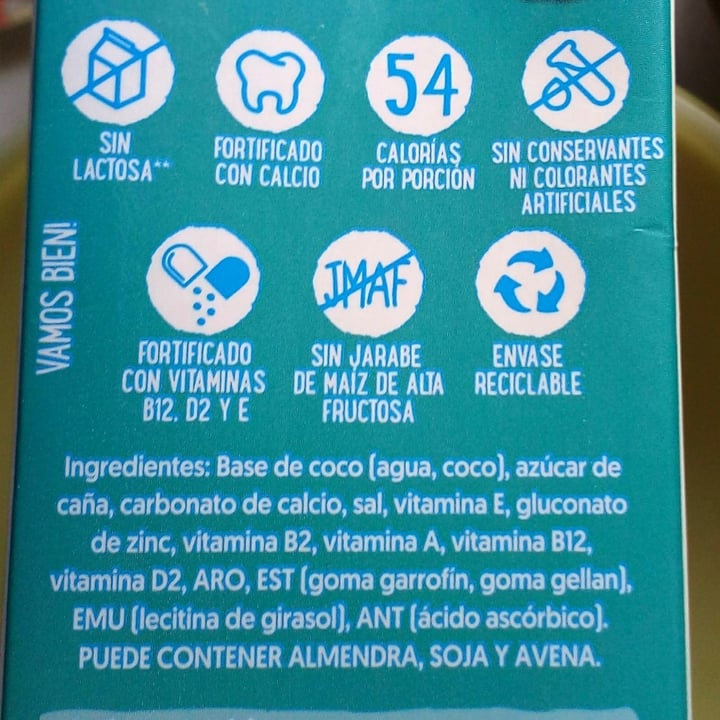 SIN
LACTOSA**
FORTIFICADO
CON CALCIO
54
CALORÍAS
POR PORCIÓN
SIN CONSERVANTES
NI COLORANTES
ARTIFICIALES
VAMOS BIEN!
FORTIFICADO
CON VITAMINAS
B12, D2 Y E
JMAF
SIN JARABE
DE MAÍZ DE ALTA
FRUCTOSA
ENVASE
RECICLABLE
Ingredientes: Base de coco (agua, coco), azúcar de
caña, carbonato de calcio, sal, vitamina E, gluconato
de zinc, vitamina B2, vitamina A, vitamina B12,
vitamina D2, ARO, EST (goma garrofín, goma gellan),
EMU (lecitina de girasol), ANT (ácido ascórbico).
PUEDE CONTENER ALMENDRA, SOJA Y AVENA.